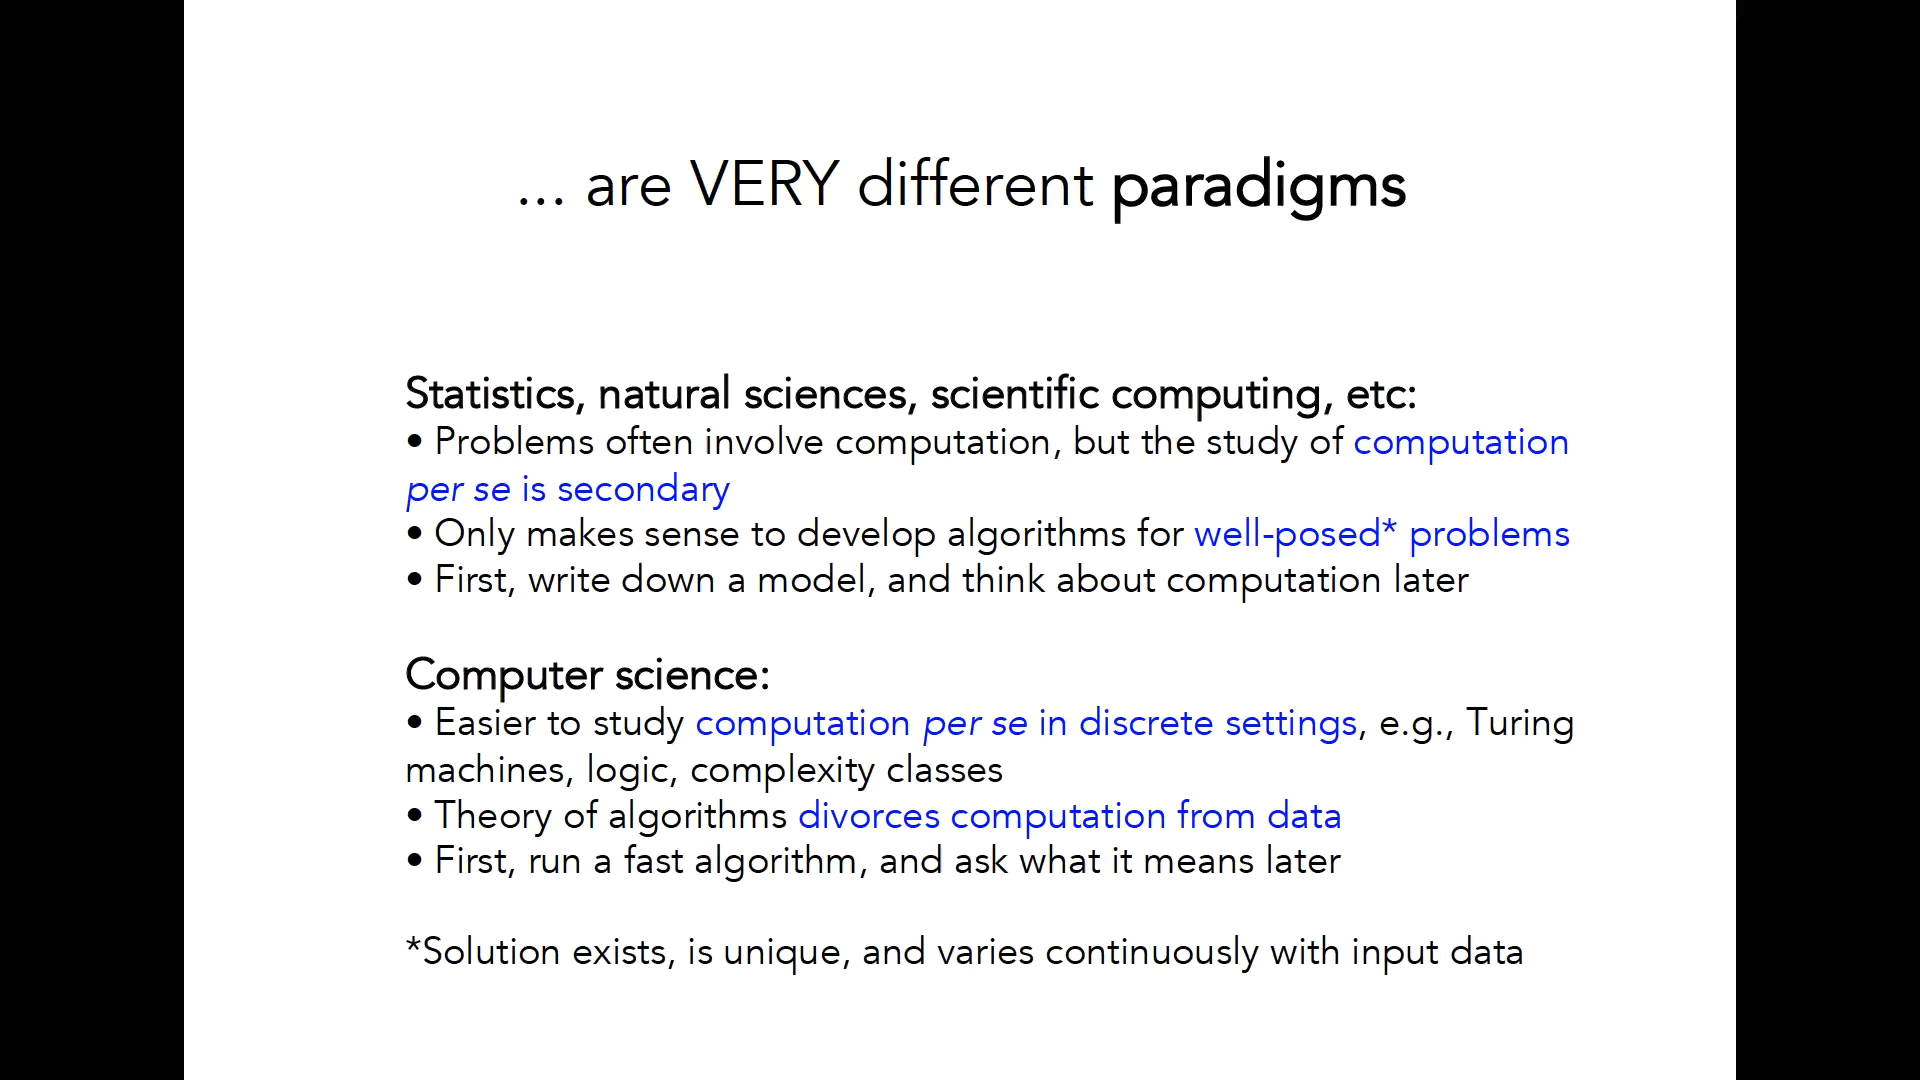 ... are VERY different paradigms
Statistics, natural sciences, scientific computing, etc:
• Problems often involve computation, but the study of computation
per se is secondary
• Only makes sense to develop algorithms for well-posed* problems
• First, write down a model, and think about computation later
Computer science:
• Easier to study computation per se in discrete settings, e.g., Turing
machines, logic, complexity classes
• Theory of algorithms divorces computation from data
• First, run a fast algorithm, and ask what it means later
*Solution exists, is unique, and varies continuously with input data